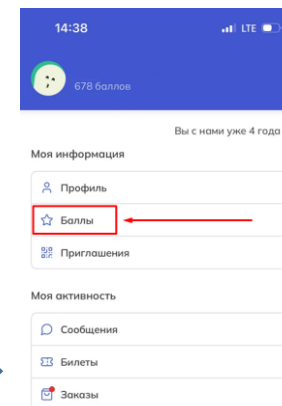 14:38 LTE
678 баллов
Вы с нами уже 4 года
Моя информация
Профиль
Баллы
Приглашения
Моя активность
Сообщения
Билеты
Заказы